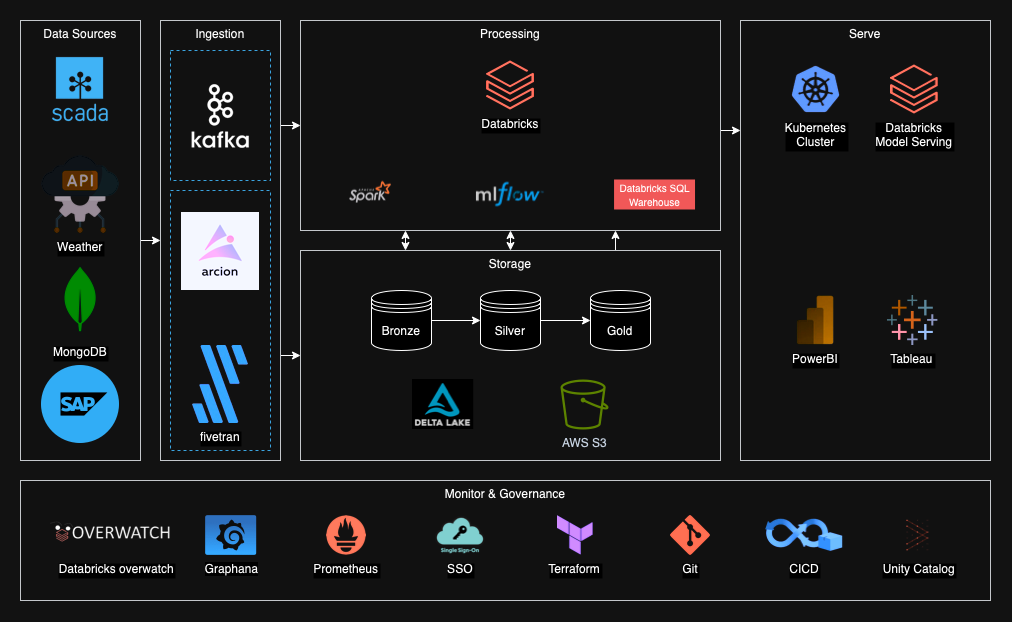 Data Sources
scada
API
Weather
MongoDB
SAP
Ingestion
kafka
arcion
fivetran
Processing
Databricks
APACHE
Spark
mlflow
Databricks SQL
Warehouse
Storage
Bronze
Silver
Gold
DELTA LAKE
AWS S3
Serve
Kubernetes
Cluster
Databricks
Model Serving
PowerBI
Tableau
Monitor & Governance
OVERWATCH
Databricks overwatch
Graphana
Prometheus
Single Sign-On
SSO
Terraform
Git
CICD
Unity Catalog